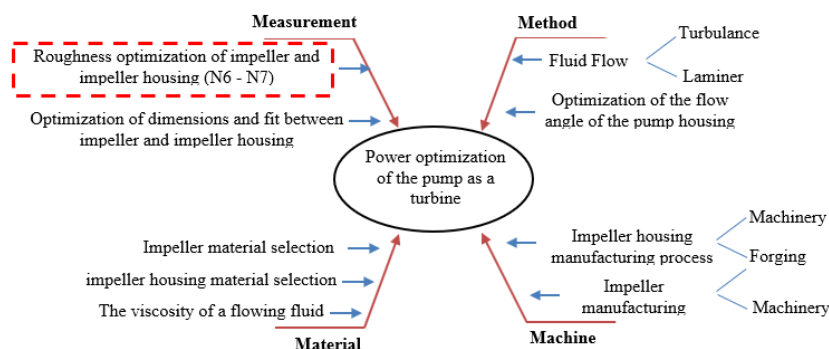 Measurement
Method
Roughness optimization of impeller and
impeller housing (N6 - N7)
Optimization of dimensions and fit between
impeller and impeller housing
Turbulance
Fluid Flow
Laminer
Optimization of the flow
angle of the pump housing
Power optimization
of the pump as a
turbine
Impeller material selection
impeller housing material selection
The viscosity of a flowing fluid
Material
Machinery
Impeller housing
manufacturing process
Forging
Impeller
manufacturing
Machinery
Machine